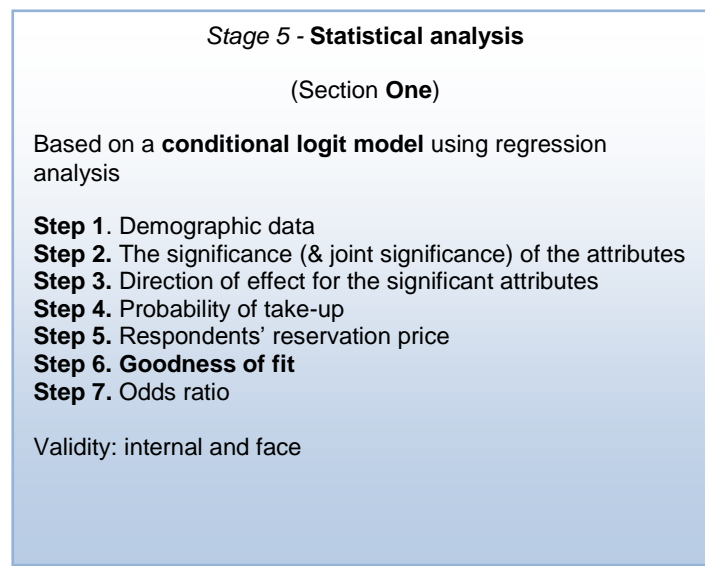 Stage 5 - Statistical analysis
(Section One)
Based on a conditional logit model using regression
analysis
Step 1. Demographic data
Step 2. The significance (& joint significance) of the attributes
Step 3. Direction of effect for the significant attributes
Step 4. Probability of take-up
Step 5. Respondents’ reservation price
Step 6. Goodness of fit
Step 7. Odds ratio
Validity: internal and face